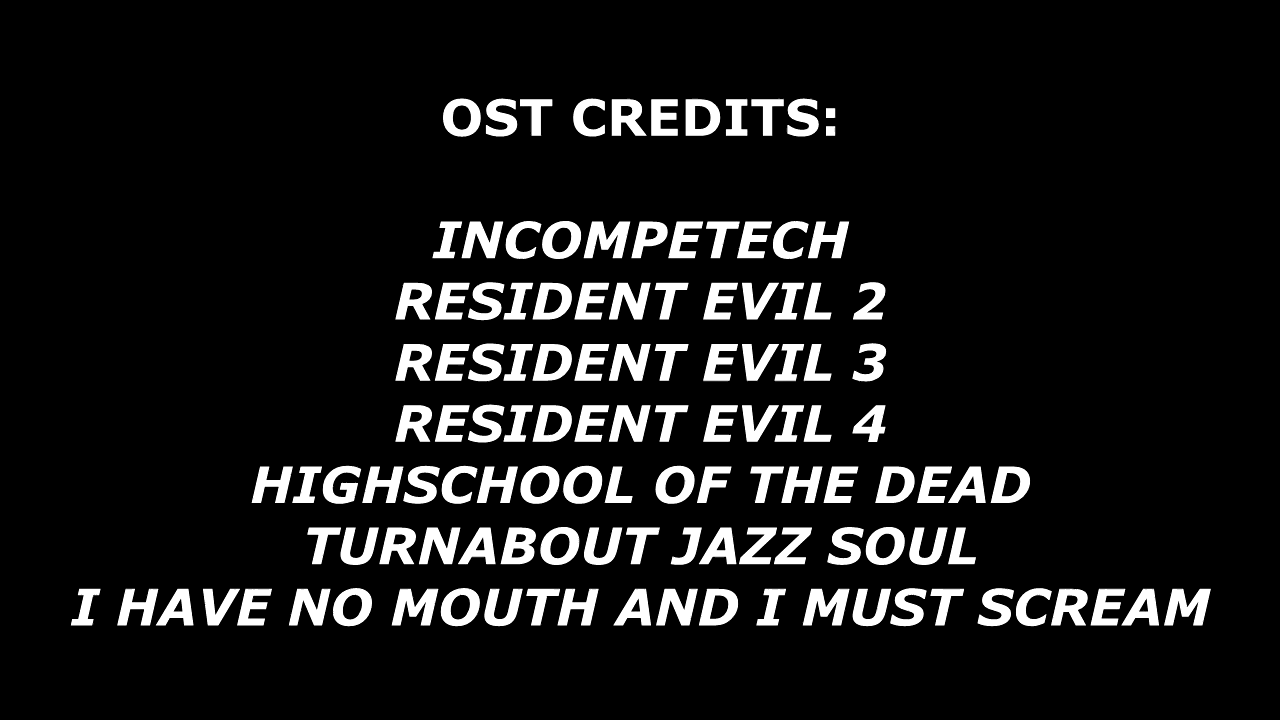 OST CREDITS:
INCOMPETECH
RESIDENT EVIL 2
RESIDENT EVIL 3
RESIDENT EVIL 4
HIGHSCHOOL OF THE DEAD
TURNABOUT JAZZ SOUL
I HAVE NO MOUTH AND I MUST SCREAM